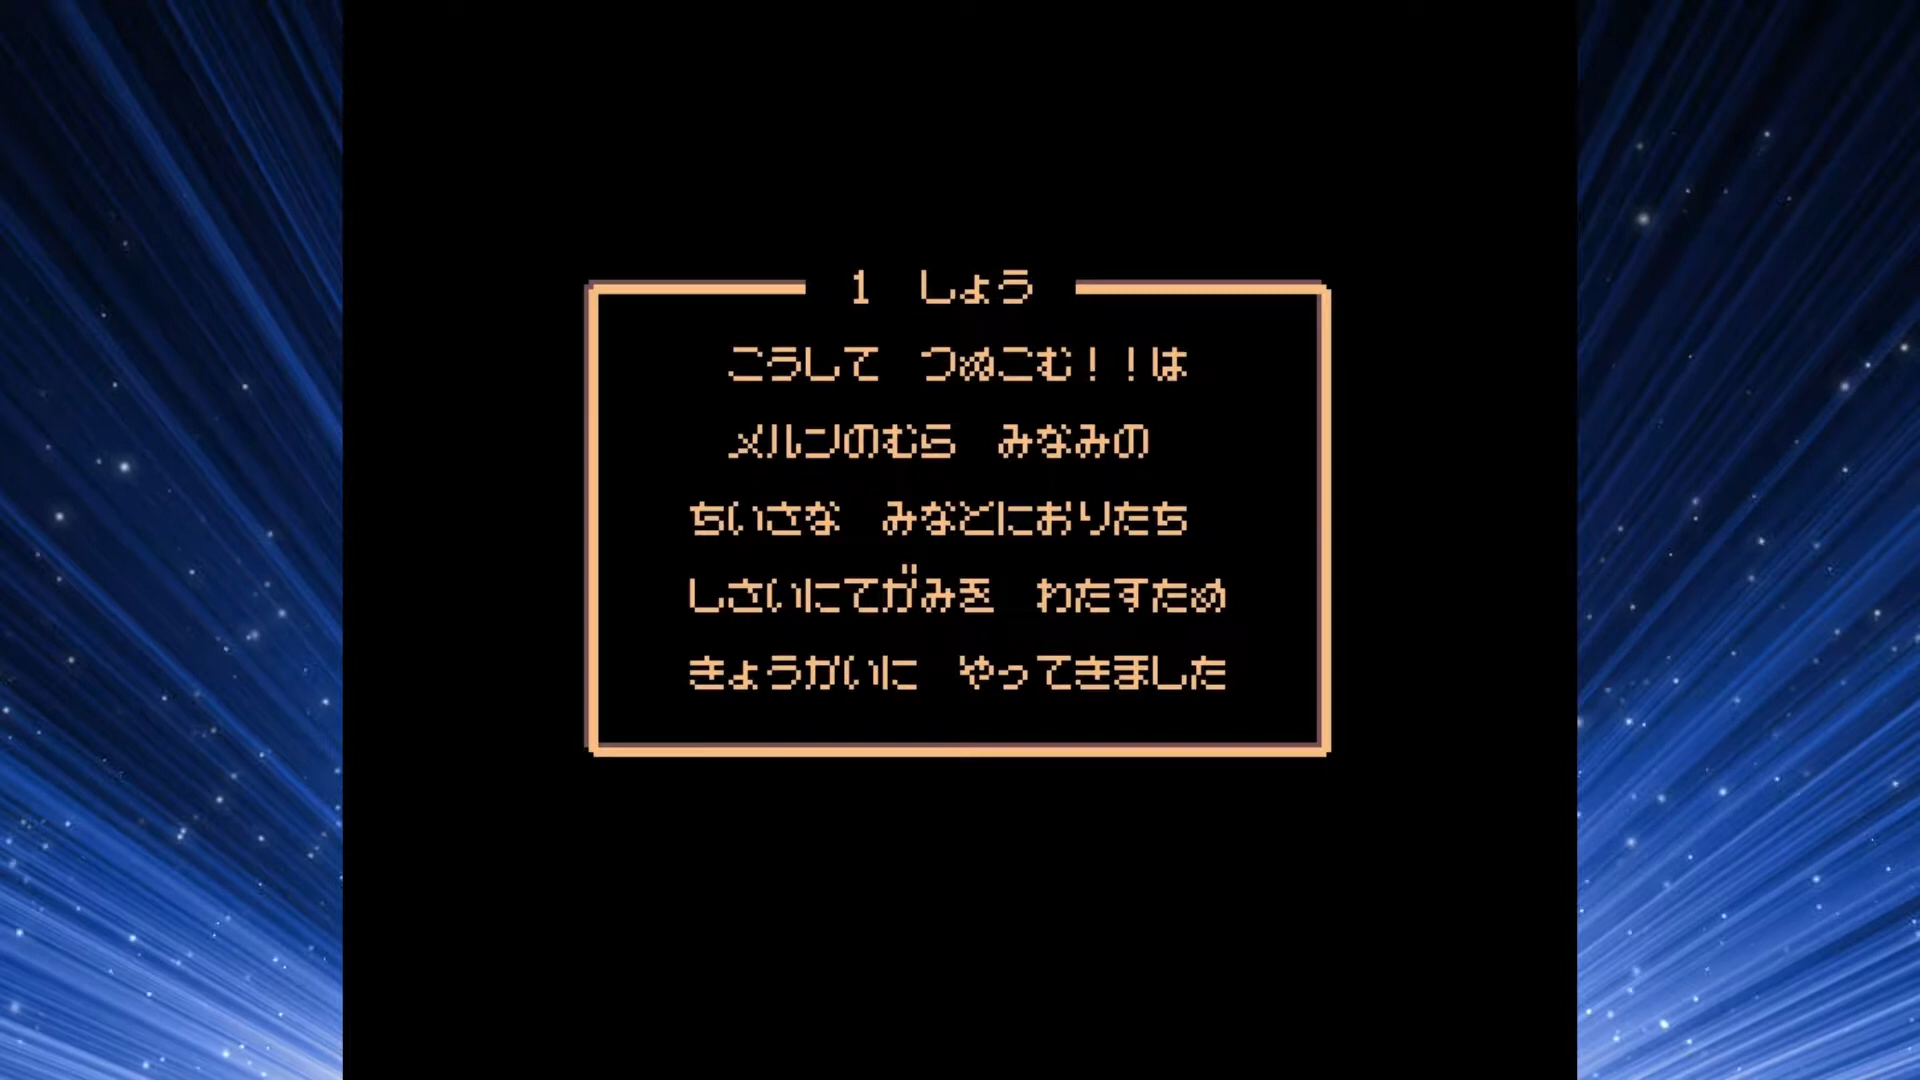 1 しょう
こうして つめこむ！！は
メルンのむら みなみの
ちいさな みなとにおりたち
しさいにてがみを わたすため
きょうかいに やってきました